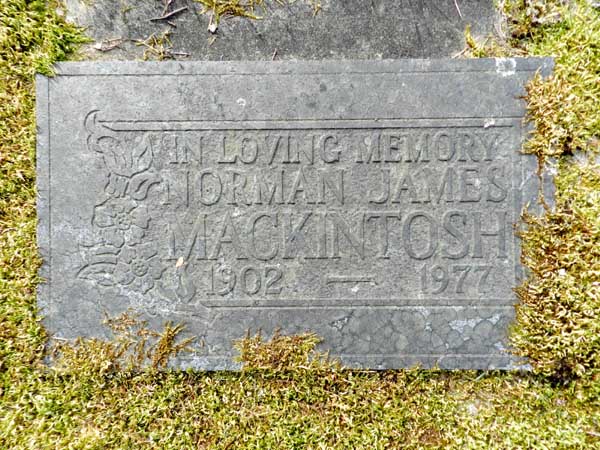 IN LOVING MEMORY
NORMAN JAMES
MACKINTOSH
1902 — 1977